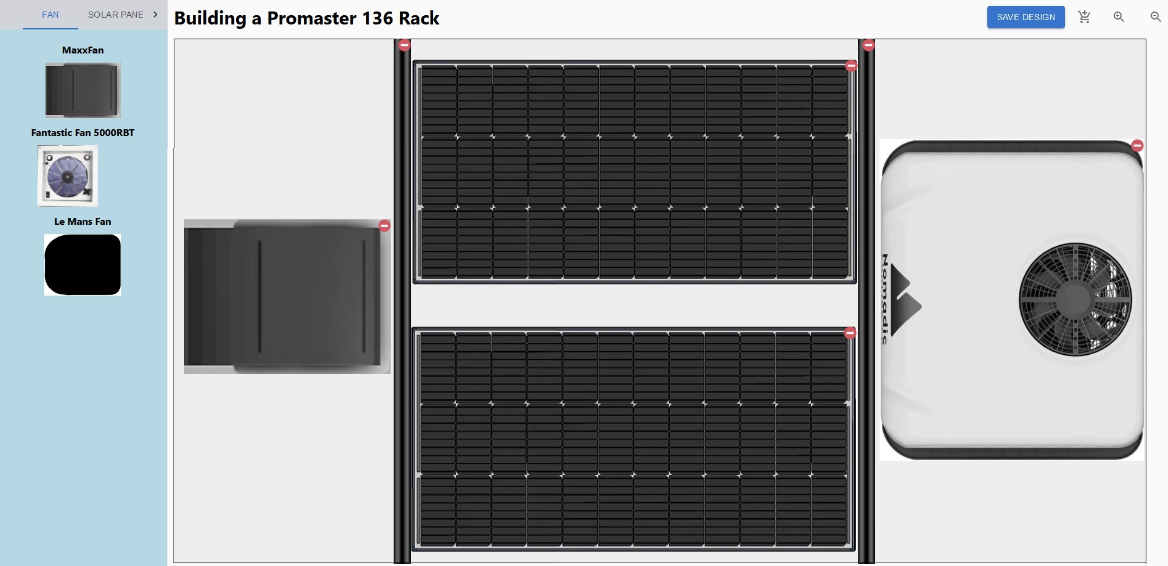 FAN
SOLAR PANE
Building a Promaster 136 Rack
SAVE DESIGN
MaxxFan
Fantastic Fan 5000RBT
Le Mans Fan
Nomadic